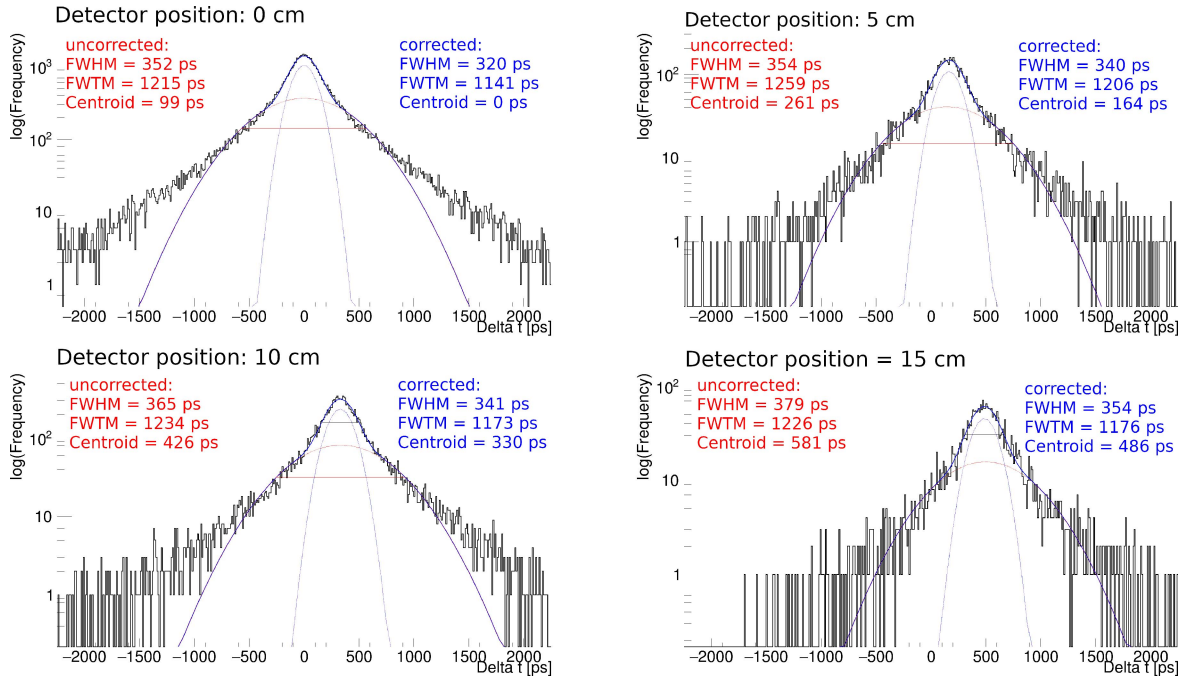 Detector position: 0 cm
uncorrected:
FWHM = 352 ps
FWTM = 1215 ps
Centroid = 99 ps
corrected:
FWHM = 320 ps
FWTM = 1141 ps
Centroid = 0 ps
log(Frequency)
10³
10²
10
1
−2000 −1500 −1000 −500 0 500 1000 1500 2000
Delta t [ps]
Detector position: 5 cm
uncorrected:
FWHM = 354 ps
FWTM = 1259 ps
Centroid = 261 ps
corrected:
FWHM = 340 ps
FWTM = 1206 ps
Centroid = 164 ps
log(Frequency)
10²
10
1
−2000 −1500 −1000 −500 0 500 1000 1500 2000
Delta t [ps]
Detector position: 10 cm
uncorrected:
FWHM = 365 ps
FWTM = 1234 ps
Centroid = 426 ps
corrected:
FWHM = 341 ps
FWTM = 1173 ps
Centroid = 330 ps
log(Frequency)
10²
10
1
−2000 −1500 −1000 −500 0 500 1000 1500 2000
Delta t [ps]
Detector position = 15 cm
uncorrected:
FWHM = 379 ps
FWTM = 1226 ps
Centroid = 581 ps
corrected:
FWHM = 354 ps
FWTM = 1176 ps
Centroid = 486 ps
log(Frequency)
10²
10
1
−2000 −1500 −1000 −500 0 500 1000 1500 2000
Delta t [ps]